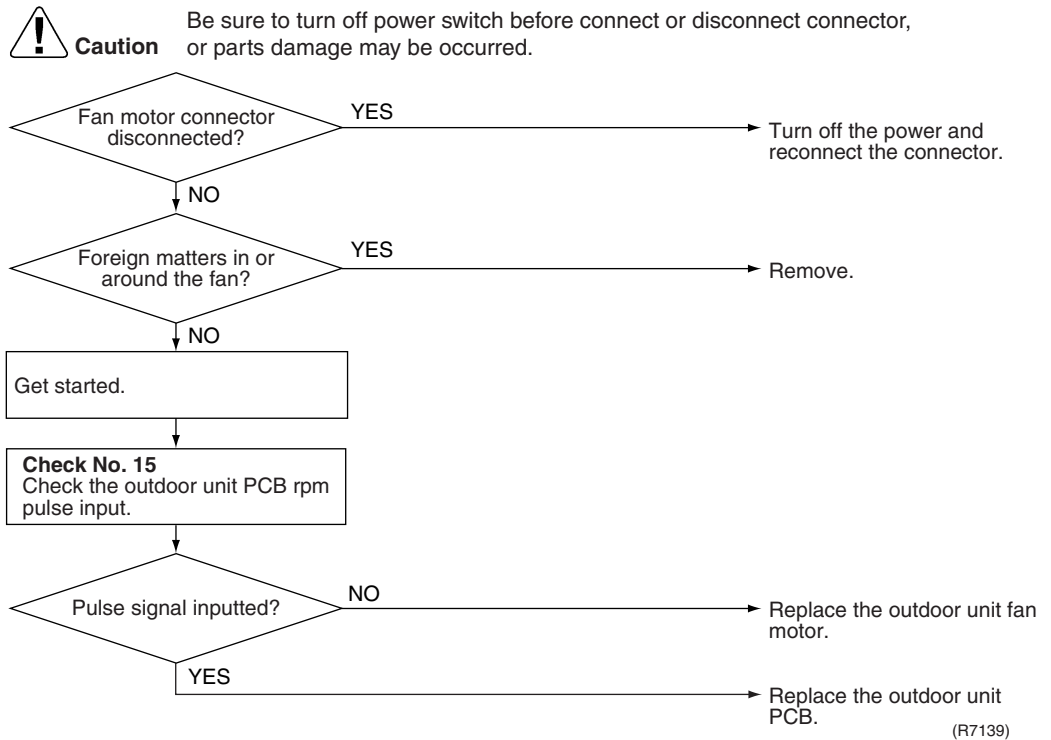 Be sure to turn off power switch before connect or disconnect connector,
Caution or parts damage may be occurred.
Fan motor connector
disconnected?
YES
Turn off the power and
reconnect the connector.
NO
Foreign matters in or
around the fan?
YES
Remove.
NO
Get started.
Check No. 15
Check the outdoor unit PCB rpm
pulse input.
Pulse signal inputted?
NO
Replace the outdoor unit fan
motor.
YES
Replace the outdoor unit
PCB.
(R7139)